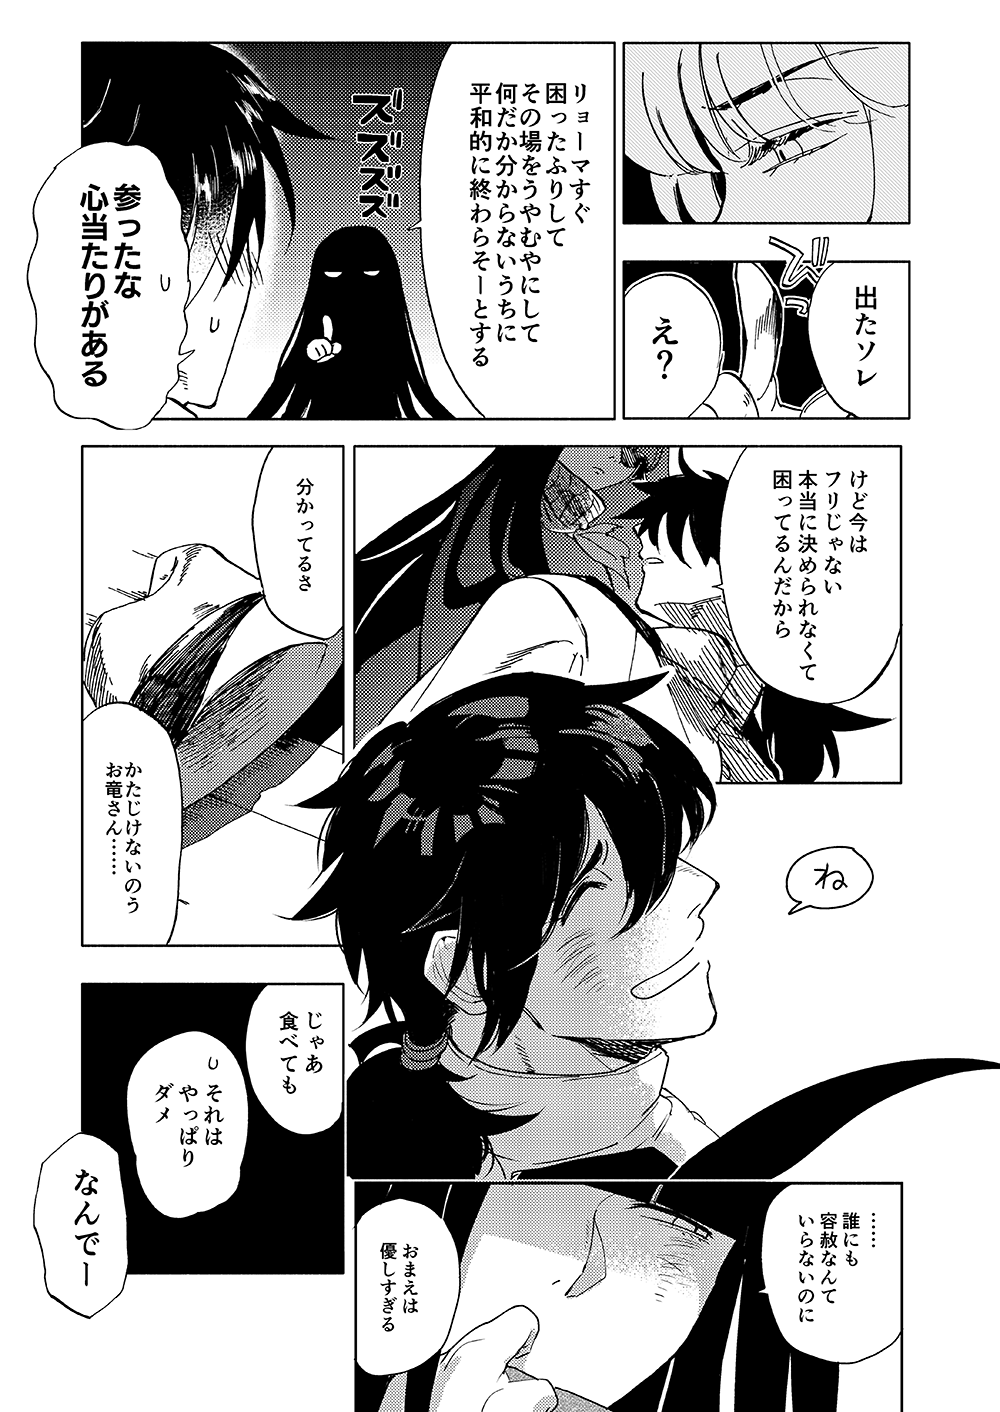 出たソレ
びっ
え？
リョーマすぐ
困ったふりして
その場をうやむやにして
何だか分からないうちに
平和的に終わらそーとする
ズズズズ
参ったな
心当たりがある
けど今は
フリじゃない
本当に決められなくて
困ってるんだから
分かってるさ
かたじけないのう
お竜さん……
ね
……
誰にも
容赦なんて
いらないのに
おまえは
優しすぎる
じゃあ
食べても
それは
やっぱり
ダメ
なんでー